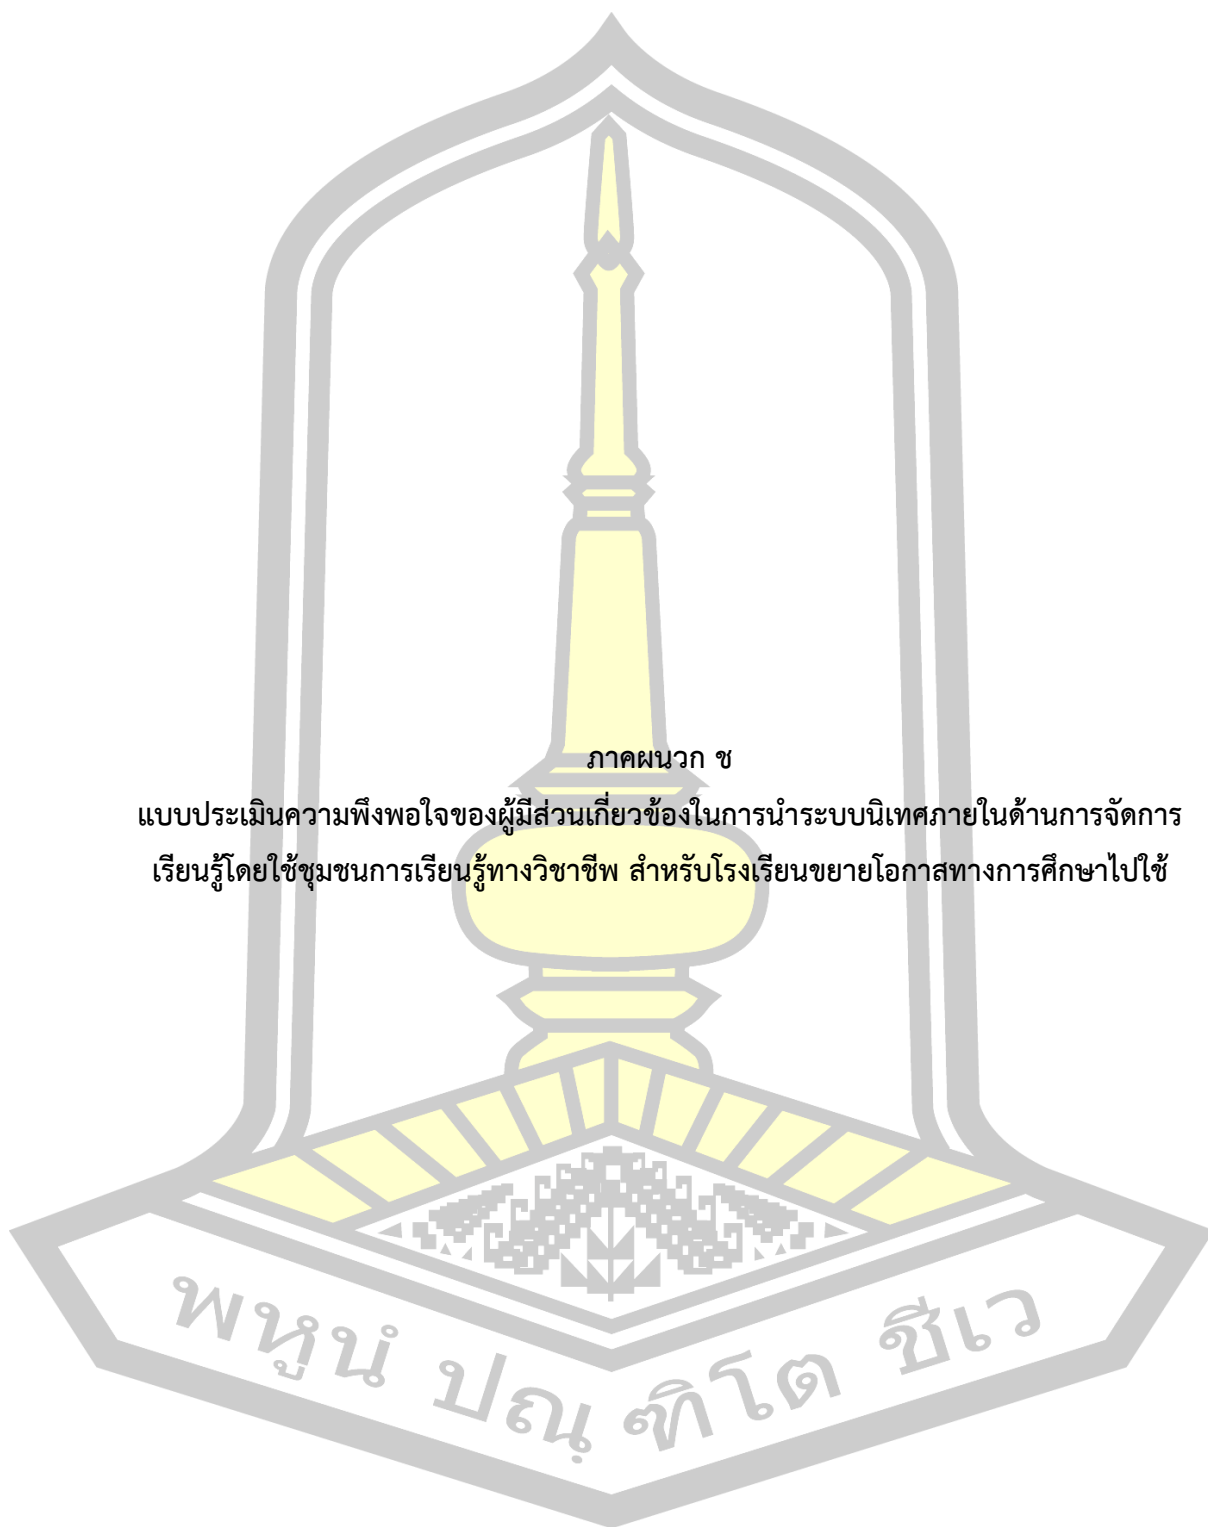 ภาคผนวก ช
แบบประเมินความพึงพอใจของผู้มีส่วนเกี่ยวข้องในการนำระบบนิเทศภายในด้านการจัดการ
เรียนรู้โดยใช้ชุมชนการเรียนรู้ทางวิชาชีพ สำหรับโรงเรียนขยายโอกาสทางการศึกษาไปใช้
พหูนํ ปณฺฑิโต ชีเว